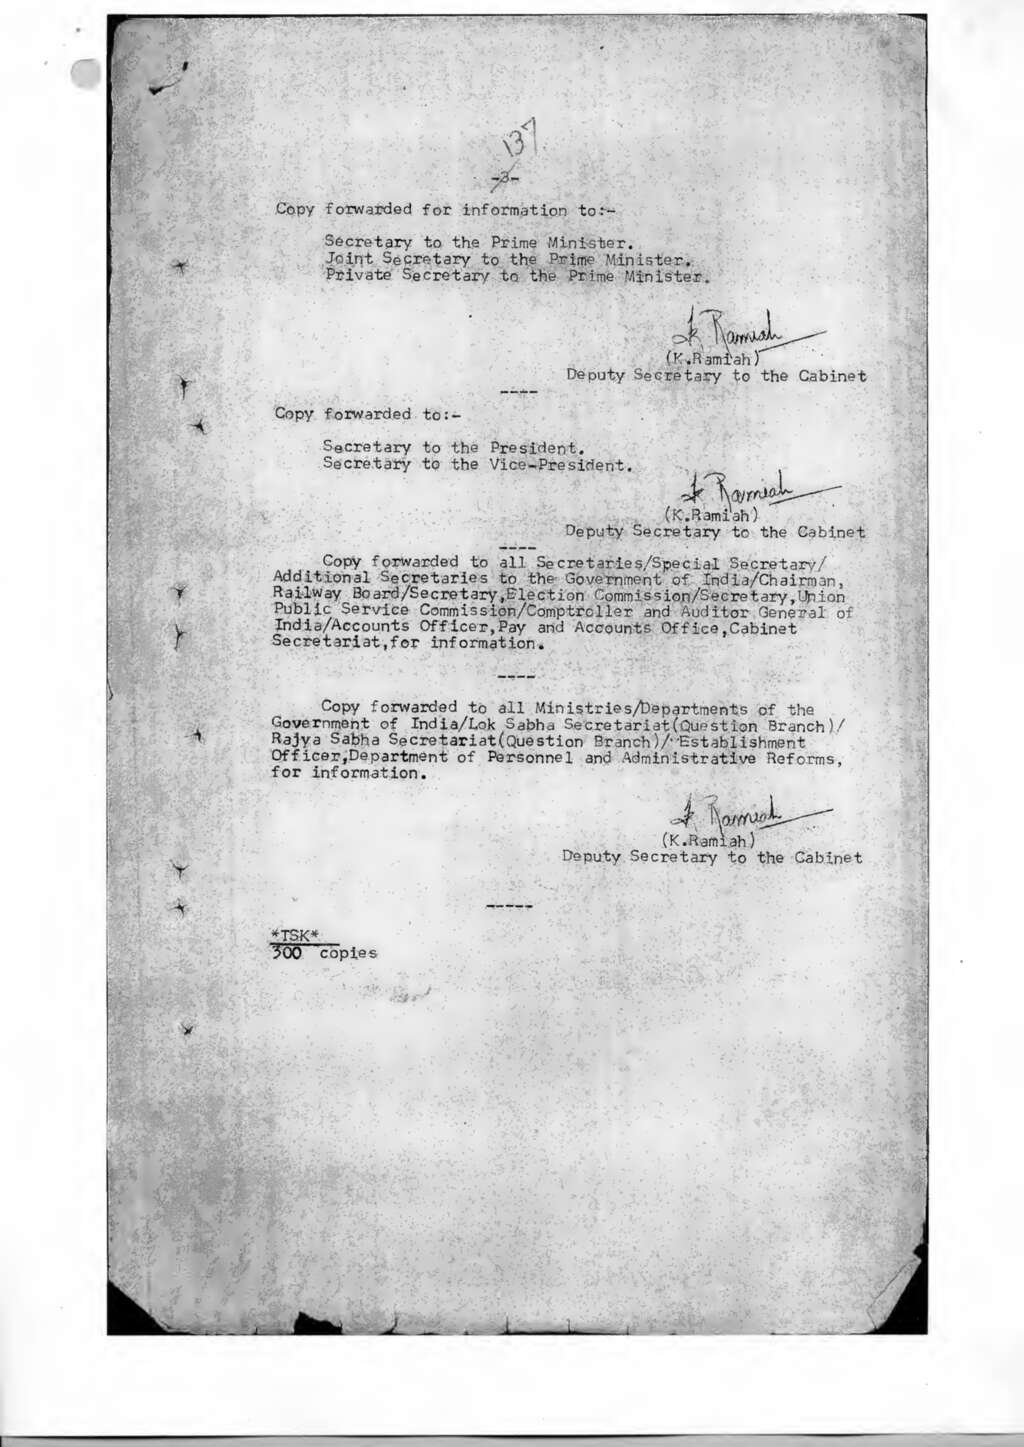 137
-3-
Copy forwarded for information to:-
Secretary to the Prime Minister.
Joint Secretary to the Prime Minister.
Private Secretary to the Prime Minister.
K Ramiah
(K.Ramiah)
Deputy Secretary to the Cabinet
----
Copy forwarded to:-
Secretary to the President.
Secretary to the Vice-President.
K Ramiah
(K.Ramiah)
Deputy Secretary to the Cabinet
----
Copy forwarded to all Secretaries/Special Secretary/
Additional Secretaries to the Government of India/Chairman,
Railway Board/Secretary,Election Commission/Secretary,Union
Public Service Commission/Comptroller and Auditor General of
India/Accounts Officer,Pay and Accounts Office,Cabinet
Secretariat,for information.
----
Copy forwarded to all Ministries/Departments of the
Government of India/Lok Sabha Secretariat(Question Branch)/
Rajya Sabha Secretariat(Question Branch)/Establishment
Officer,Department of Personnel and Administrative Reforms,
for information.
K Ramiah
(K.Ramiah)
Deputy Secretary to the Cabinet
-----
*TSK*
300 copies